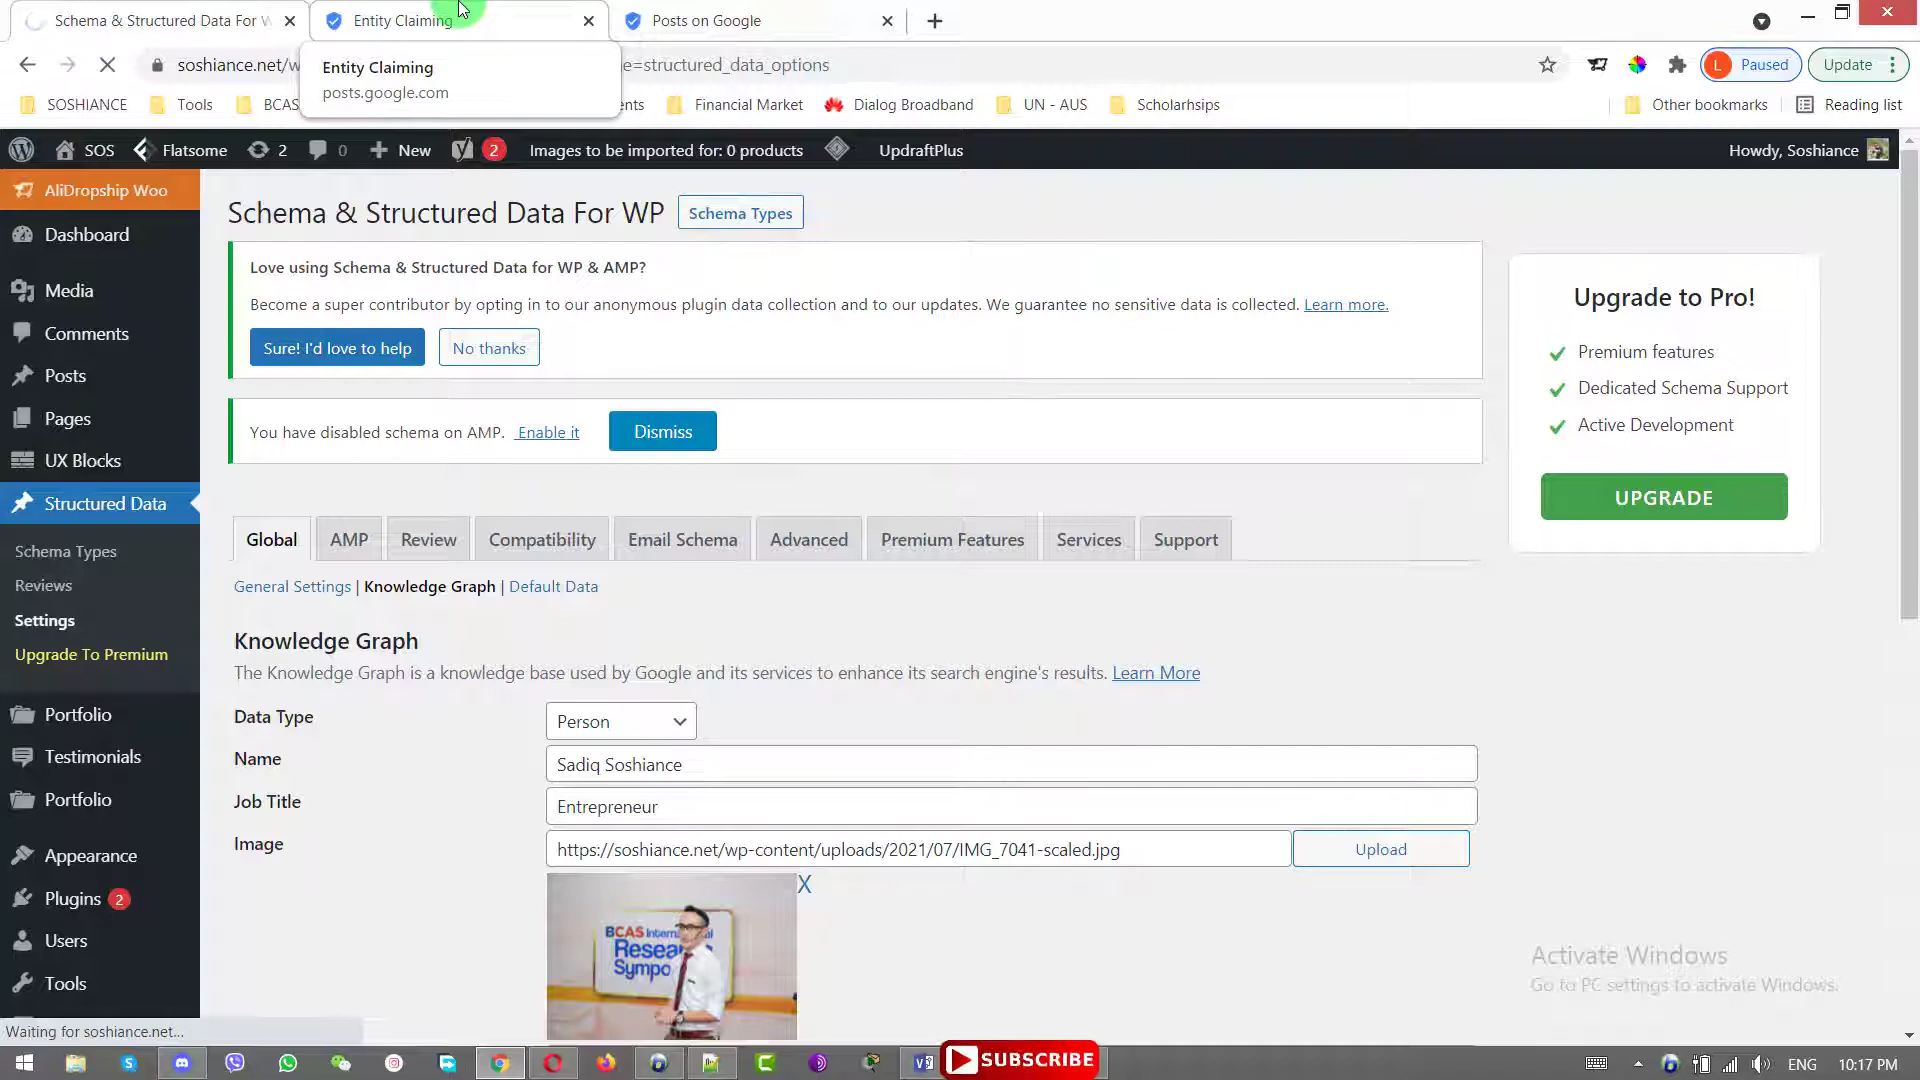 Schema & Structured Data For W
Entity Claiming
Posts on Google
soshiance.net/w
e=structured_data_options
Entity Claiming
posts.google.com
Paused
Update
SOSHIANCE
Tools
BCAS
ents
Financial Market
Dialog Broadband
UN - AUS
Scholarhsips
Other bookmarks
Reading list
SOS
Flatsome
2
0
New
2
Images to be imported for: 0 products
UpdraftPlus
Howdy, Soshiance
AliDropship Woo
Dashboard
Media
Comments
Posts
Pages
UX Blocks
Structured Data
Schema Types
Reviews
Settings
Upgrade To Premium
Portfolio
Testimonials
Portfolio
Appearance
Plugins 2
Users
Tools
Schema & Structured Data For WP
Schema Types
Love using Schema & Structured Data for WP & AMP?
Become a super contributor by opting in to our anonymous plugin data collection and to our updates. We guarantee no sensitive data is collected. Learn more.
Sure! I'd love to help
No thanks
You have disabled schema on AMP. Enable it
Dismiss
Global
AMP
Review
Compatibility
Email Schema
Advanced
Premium Features
Services
Support
General Settings | Knowledge Graph | Default Data
Knowledge Graph
The Knowledge Graph is a knowledge base used by Google and its services to enhance its search engine's results. Learn More
Data Type
Person
Name
Sadiq Soshiance
Job Title
Entrepreneur
Image
https://soshiance.net/wp-content/uploads/2021/07/IMG_7041-scaled.jpg
Upload
X
BCAS
Sympo
Upgrade to Pro!
Premium features
Dedicated Schema Support
Active Development
UPGRADE
Activate Windows
Go to PC settings to activate Windows.
Waiting for soshiance.net...
SUBSCRIBE
ENG
10:17 PM